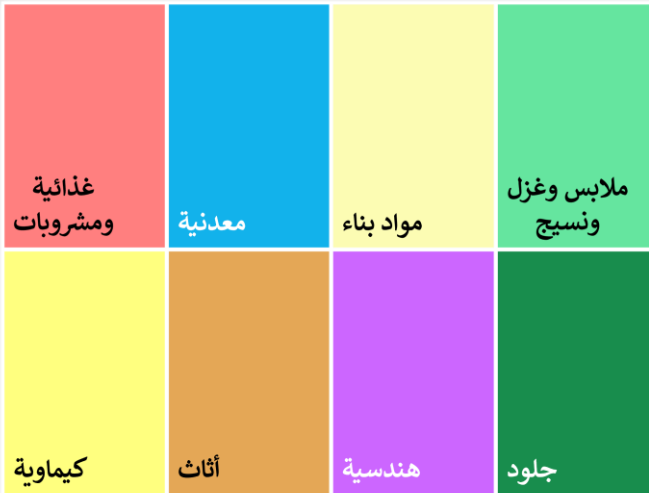 ملابس وغزل
ونسيج
مواد بناء
معدنية
غذائية
ومشروبات
جلود
هندسية
أثاث
كيماوية